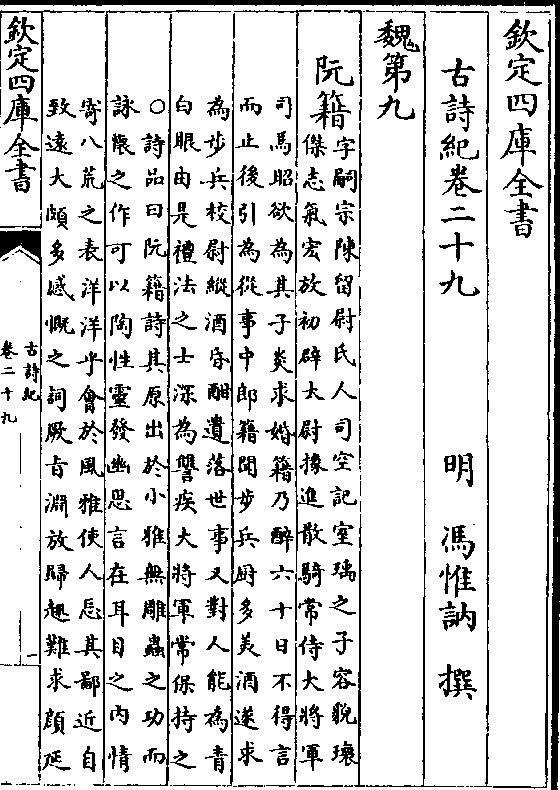 欽定四庫全書
古詩紀卷二十九
明 馮惟訥 撰
魏第九
阮籍
字嗣宗陳留尉氏人司空記室瑀之子容貌瓌
傑志氣宏放初辟太尉掾進散騎常侍大將軍
司馬昭欲為其子炎求婚籍乃醉六十日不得言
而止後引為從事中郎籍聞步兵厨多美酒遂求
為步兵校尉縱酒昏酣遺落世事又對人能為青
白眼由是禮法之士深為讐疾大將軍常保持之
○詩品曰阮籍詩其原出於小雅無雕蟲之功而
詠懷之作可以陶性靈發幽思言在耳目之內情
寄八荒之表洋洋乎會於風雅使人忘其鄙近自
致遠大頗多感慨之詞厥旨淵放歸趣難求顔延
欽定四庫全書
古詩紀
卷二十九
一